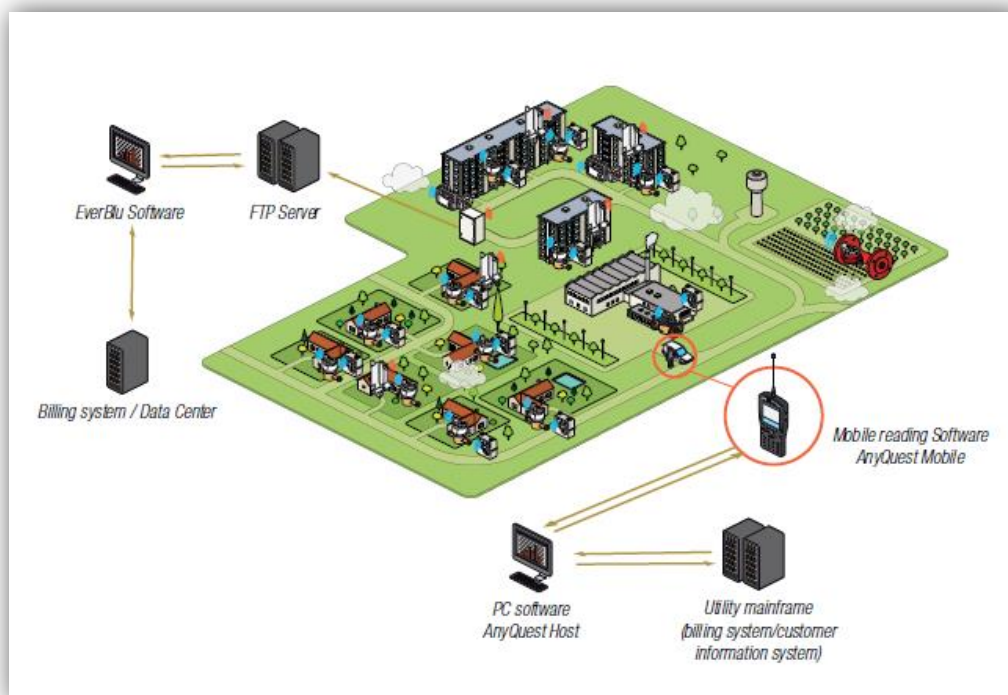 EverBlu Software
FTP Server
Billing system / Data Center
Mobile reading Software
AnyQuest Mobile
PC software
AnyQuest Host
Utility mainframe
(billing system/customer
information system)